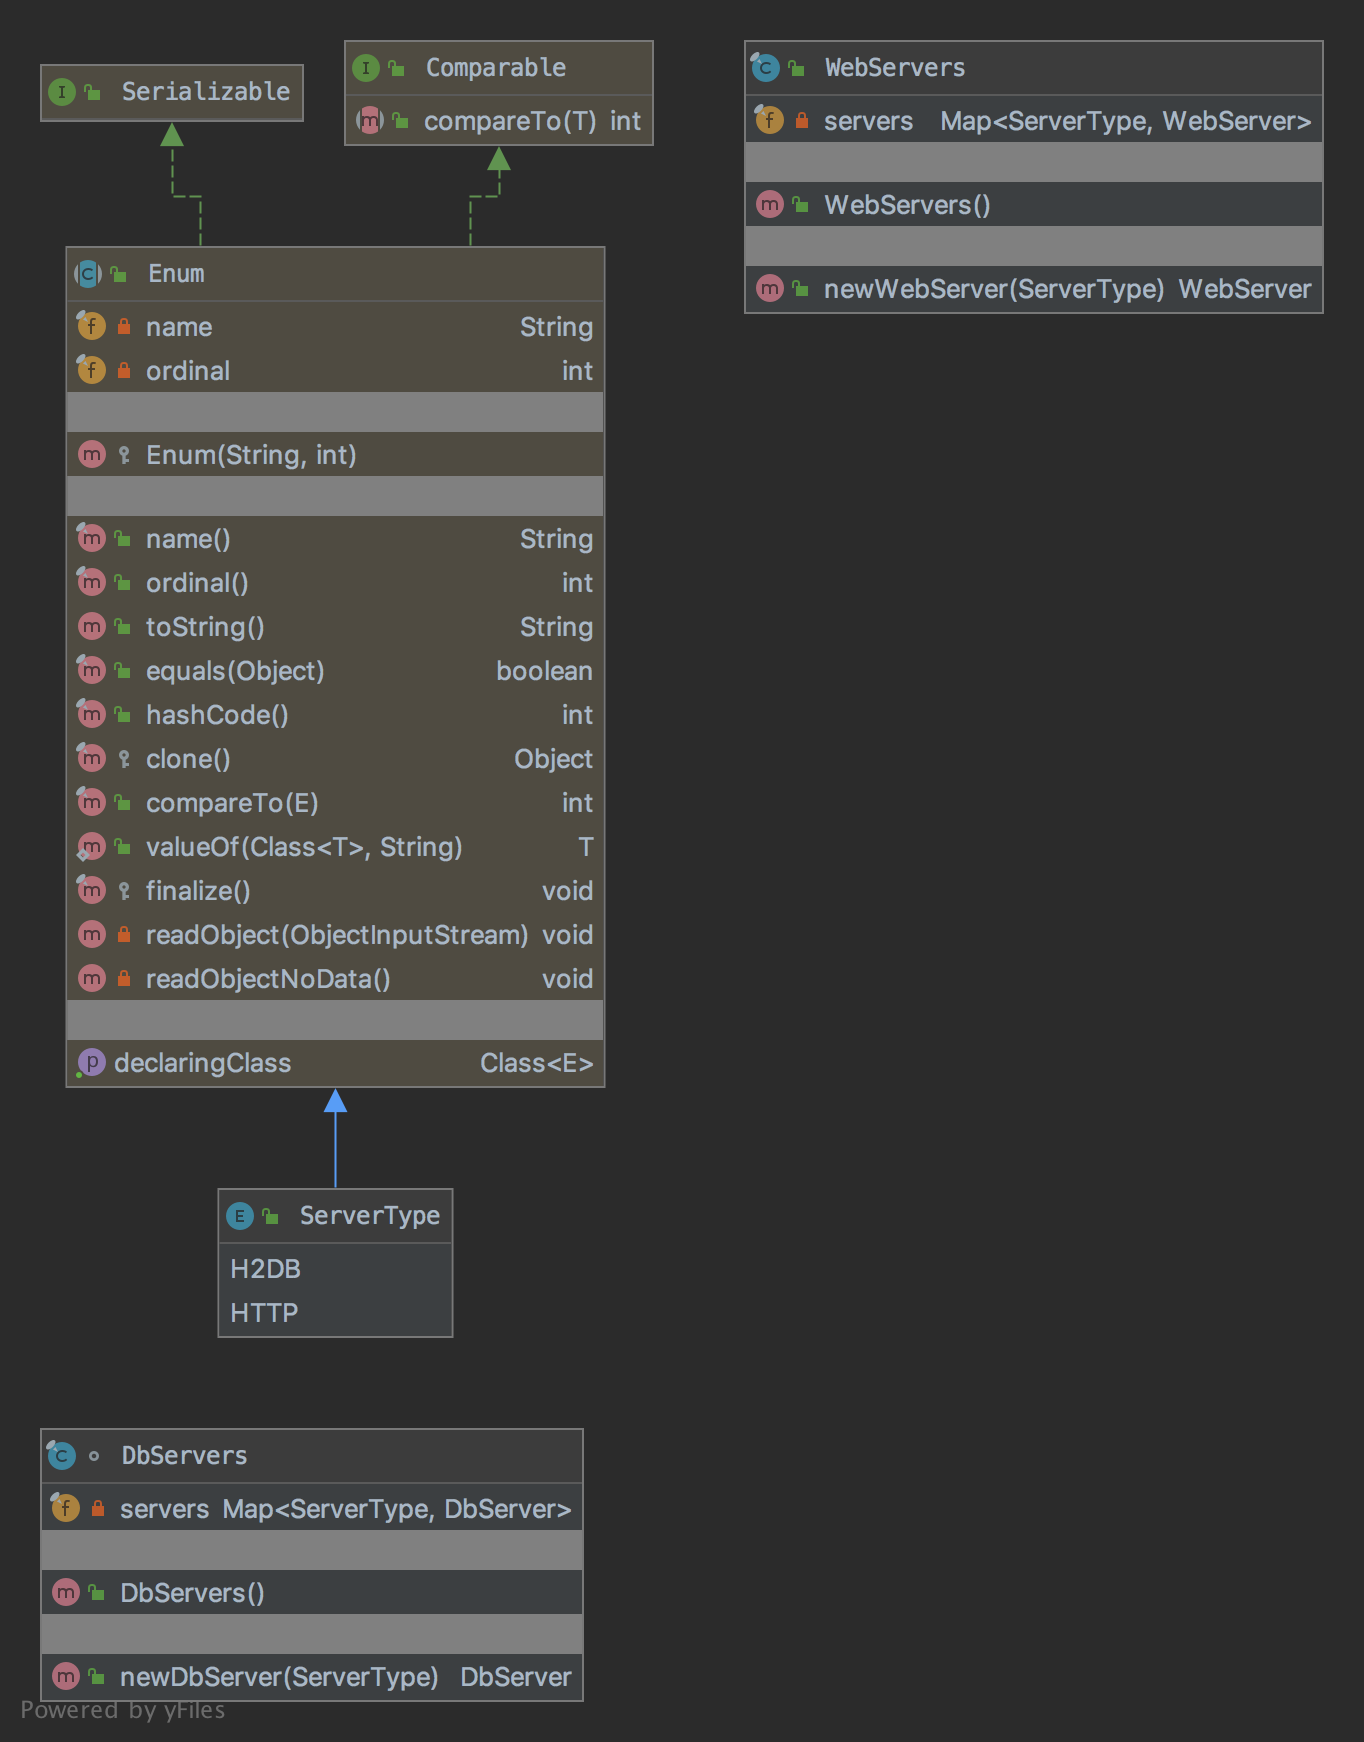 Serializable
Comparable
compareTo(T) int
WebServers
servers Map<ServerType, WebServer>
WebServers()
newWebServer(ServerType) WebServer
Enum
name String
ordinal int
Enum(String, int)
name() String
ordinal() int
toString() String
equals(Object) boolean
hashCode() int
clone() Object
compareTo(E) int
valueOf(Class<T>, String) T
finalize() void
readObject(ObjectInputStream) void
readObjectNoData() void
declaringClass Class<E>
ServerType
H2DB
HTTP
DbServers
servers Map<ServerType, DbServer>
DbServers()
newDbServer(ServerType) DbServer
Powered by yFiles